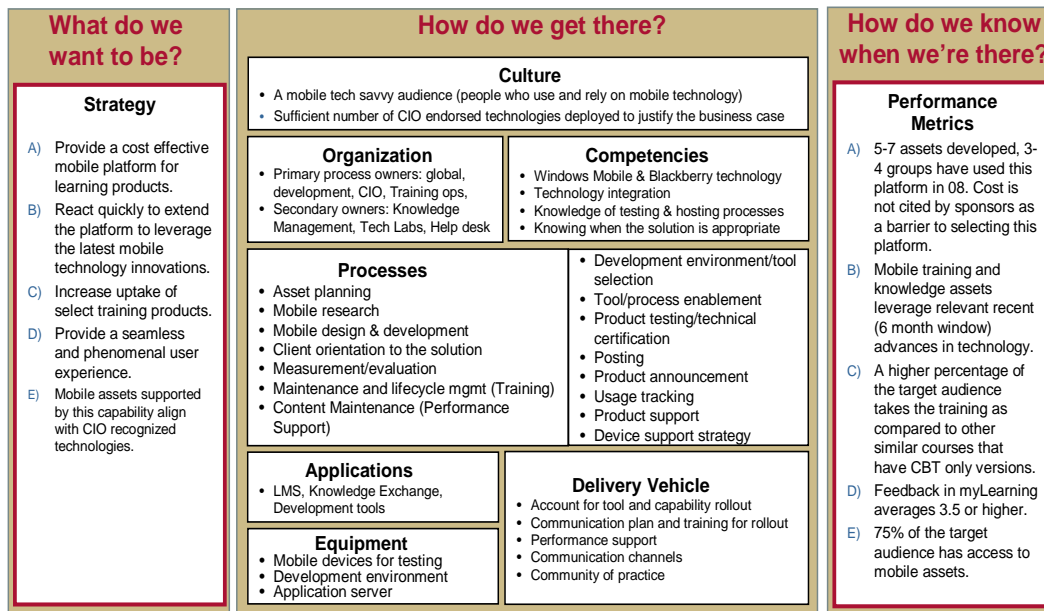 What do we
want to be?
Strategy
A) Provide a cost effective
mobile platform for
learning products.
B) React quickly to extend
the platform to leverage
the latest mobile
technology innovations.
C) Increase uptake of
select training products.
D) Provide a seamless
and phenomenal user
experience.
E) Mobile assets supported
by this capability align
with CIO recognized
technologies.
How do we get there?
Culture
• A mobile tech savvy audience (people who use and rely on mobile technology)
• Sufficient number of CIO endorsed technologies deployed to justify the business case
Organization
• Primary process owners: global,
development, CIO, Training ops,
• Secondary owners: Knowledge
Management, Tech Labs, Help desk
Competencies
• Windows Mobile & Blackberry technology
• Technology integration
• Knowledge of testing & hosting processes
• Knowing when the solution is appropriate
Processes
• Asset planning
• Mobile research
• Mobile design & development
• Client orientation to the solution
• Measurement/evaluation
• Maintenance and lifecycle mgmt (Training)
• Content Maintenance (Performance
Support)
• Development environment/tool
selection
• Tool/process enablement
• Product testing/technical
certification
• Posting
• Product announcement
• Usage tracking
• Product support
• Device support strategy
Applications
• LMS, Knowledge Exchange,
Development tools
Equipment
• Mobile devices for testing
• Development environment
• Application server
Delivery Vehicle
• Account for tool and capability rollout
• Communication plan and training for rollout
• Performance support
• Communication channels
• Community of practice
How do we know
when we're there?
Performance
Metrics
A) 5-7 assets developed, 3-
4 groups have used this
platform in 08. Cost is
not cited by sponsors as
a barrier to selecting this
platform.
B) Mobile training and
knowledge assets
leverage relevant recent
(6 month window)
advances in technology.
C) A higher percentage of
the target audience
takes the training as
compared to other
similar courses that
have CBT only versions.
D) Feedback in myLearning
averages 3.5 or higher.
E) 75% of the target
audience has access to
mobile assets.